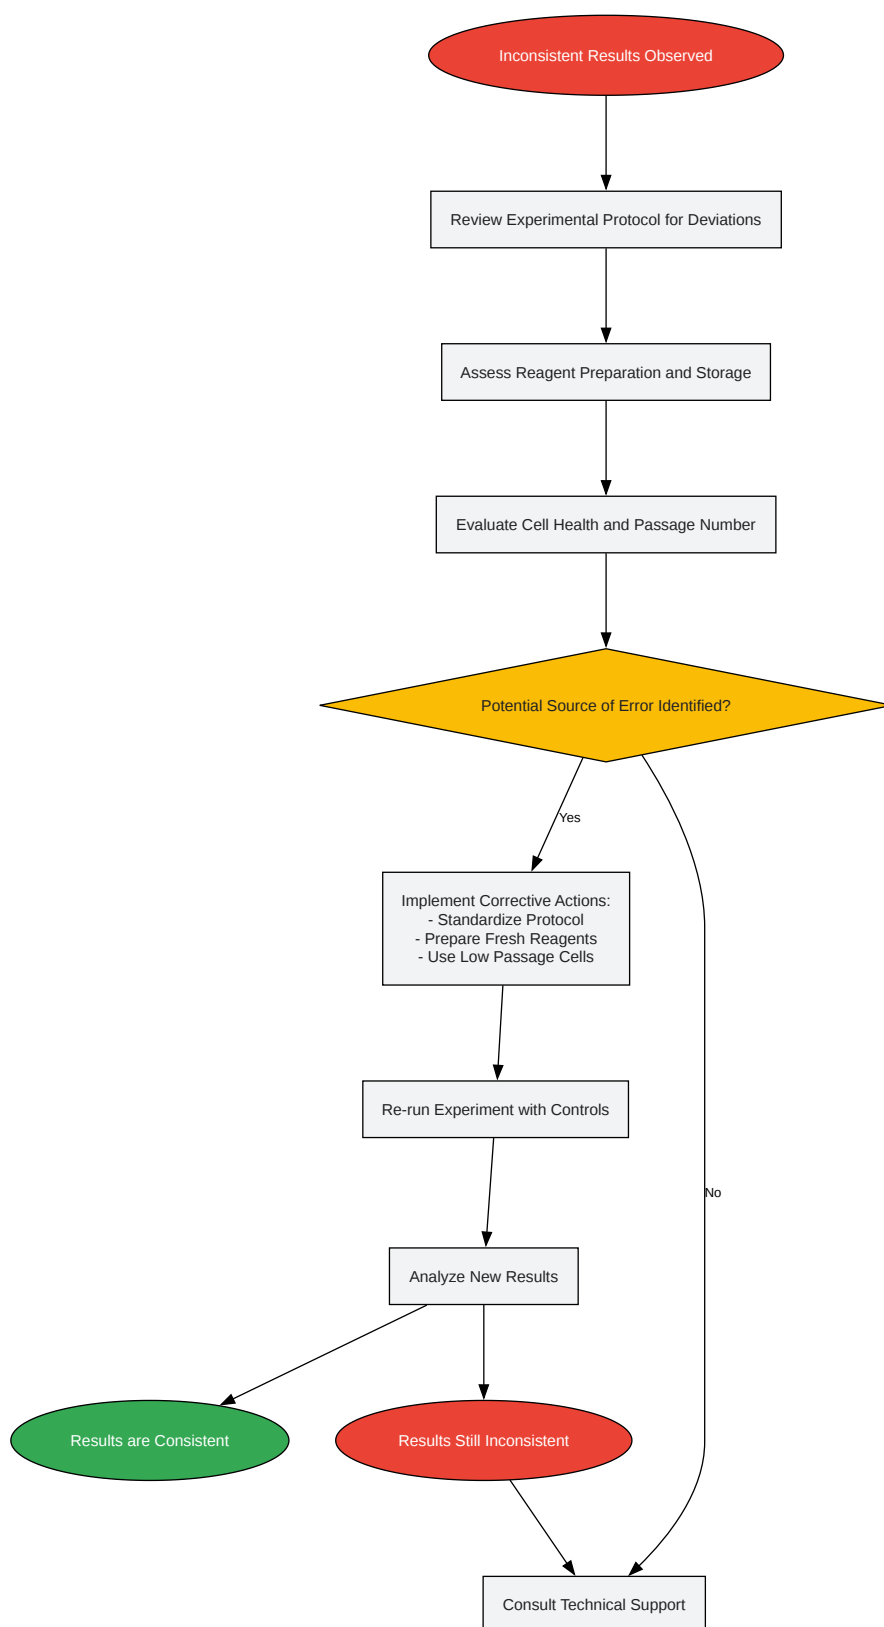 Inconsistent Results Observed
Review Experimental Protocol for Deviations
Assess Reagent Preparation and Storage
Evaluate Cell Health and Passage Number
Potential Source of Error Identified?
Yes
Implement Corrective Actions:
- Standardize Protocol
- Prepare Fresh Reagents
- Use Low Passage Cells
Re-run Experiment with Controls
No
Analyze New Results
Results are Consistent
Results Still Inconsistent
Consult Technical Support